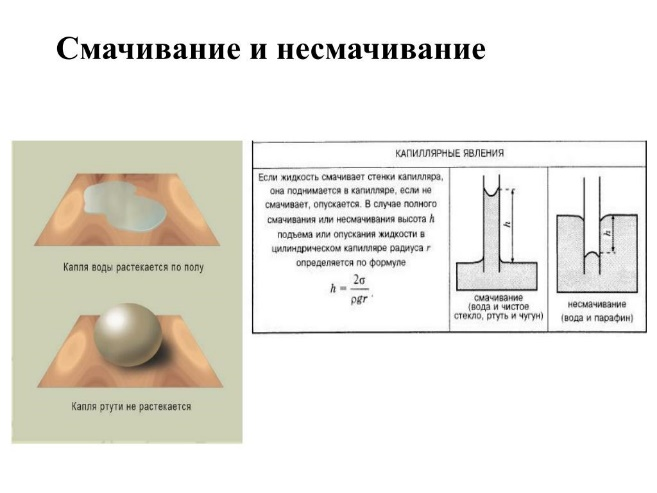 Смачивание и несмачивание
Капля воды растекается по полу
Капля ртути не растекается
КАПИЛЛЯРНЫЕ ЯВЛЕНИЯ
Если жидкость смачивает стенки капилляра,
она поднимается в капилляре, если не
смачивает, опускается. В случае полного
смачивания или несмачивания высота h
подъема или опускания жидкости в
цилиндрическом капилляре радиуса r
определяется по формуле
h = 2σ/ρgr.
h
смачивание
(вода и чистое
стекло, ртуть и чугун)
h
несмачивание
(вода и парафин)